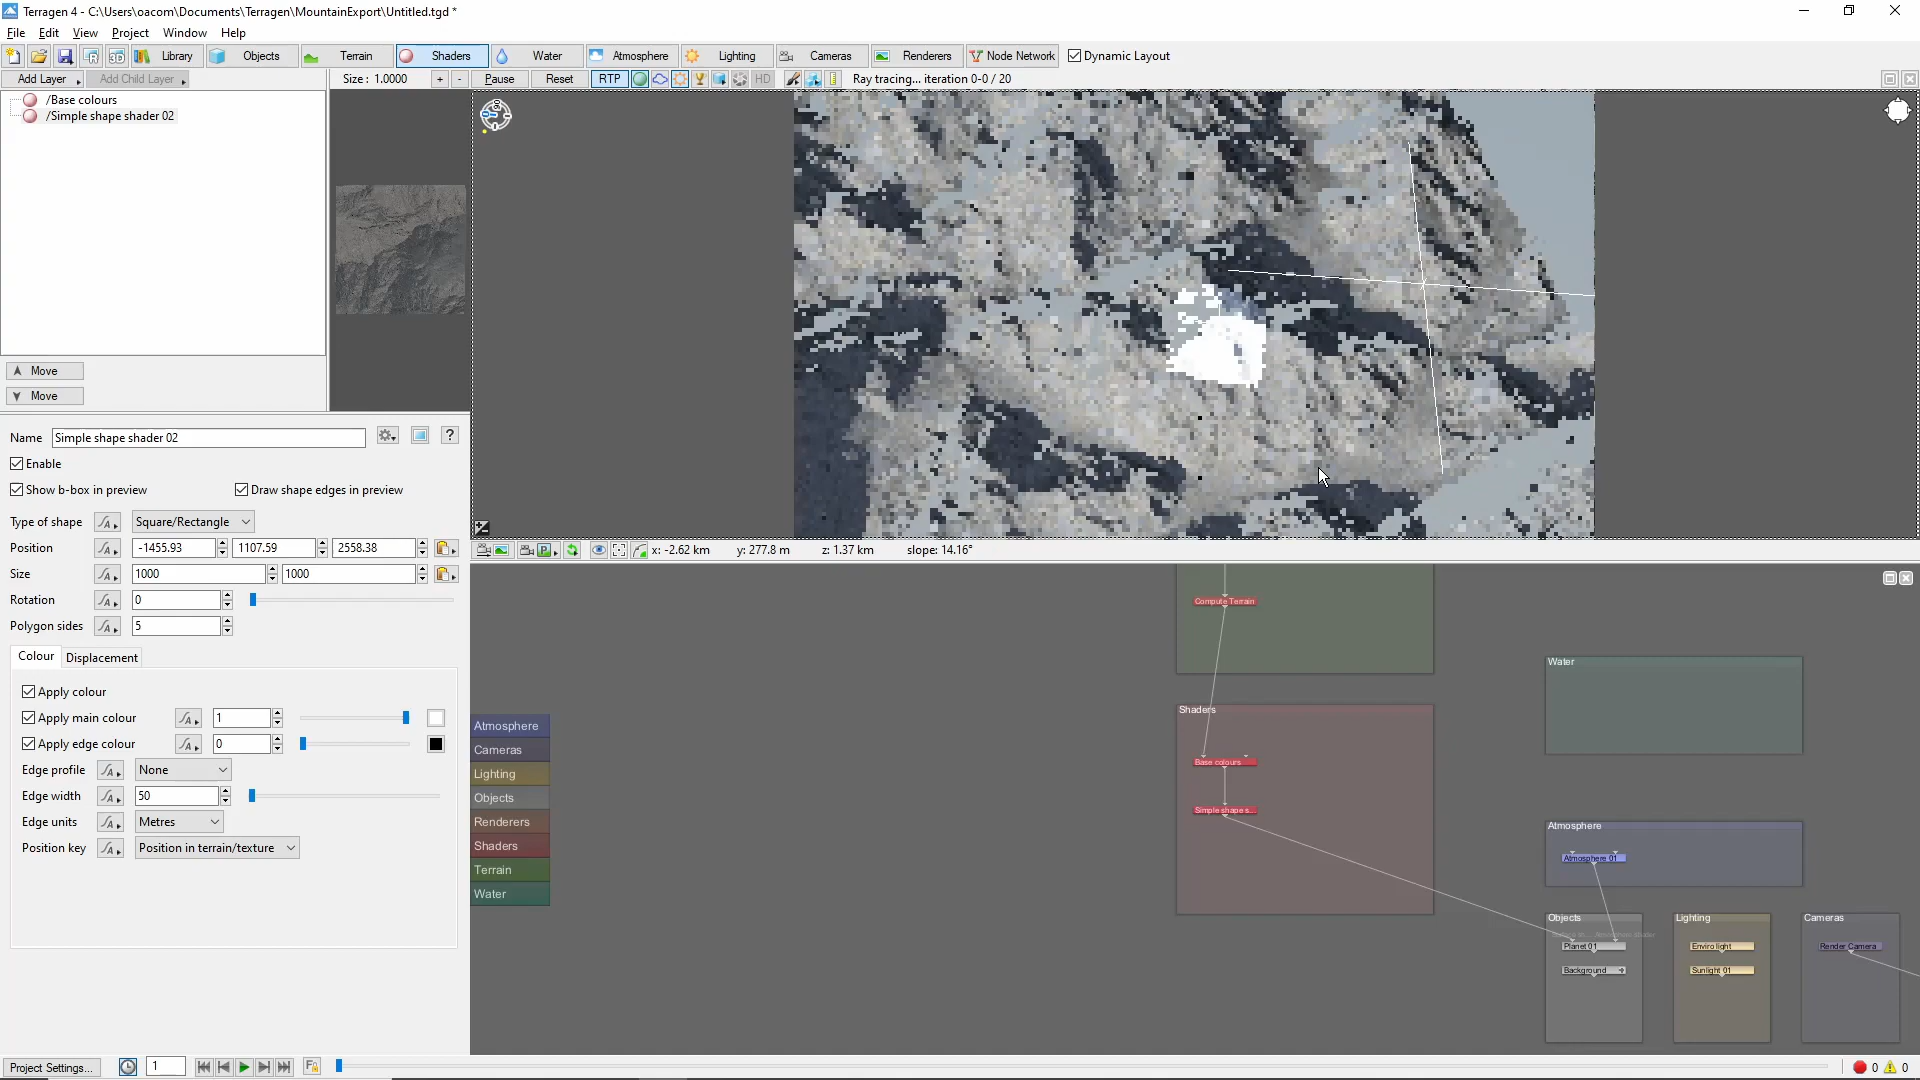 Terragen 4 - C:\Users\oacom\Documents\Terragen\MountainExport\Untitled.tgd *
File Edit View Project Window Help
Library Objects Terrain Shaders Water Atmosphere Lighting Cameras Renderers Node Network Dynamic Layout
Add Layer Add Child Layer Size : 1.0000 + - Pause Reset RTP HD Ray tracing... iteration 0-0 / 20
/Base colours
/Simple shape shader 02
Move
Move
Name Simple shape shader 02 ?
Enable
Show b-box in preview Draw shape edges in preview
Type of shape Square/Rectangle
Position -1455.93 1107.59 2558.38
Size 1000 1000
Rotation 0
Polygon sides 5
Colour Displacement
Apply colour
Apply main colour 1
Apply edge colour 0
Edge profile None
Edge width 50
Edge units Metres
Position key Position in terrain/texture
x: -2.62 km y: 277.8 m z: 1.37 km slope: 14.16°
Atmosphere
Cameras
Lighting
Objects
Renderers
Shaders
Terrain
Water
Compute Terrain
Shaders
Base colours
Simple shape s...
Water
Atmosphere
Atmosphere 01
Objects
Planet 01
Background
Lighting
Enviro light
Sunlight 01
Cameras
Render Camera
Project Settings... 1 0 0